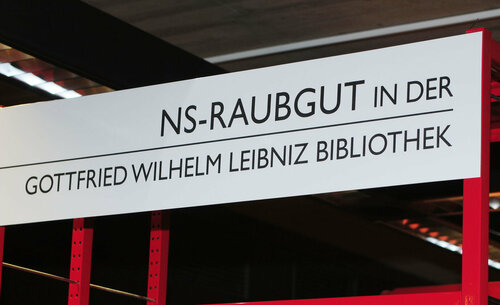 NS-RAUBGUT IN DER
GOTTFRIED WILHELM LEIBNIZ BIBLIOTHEK